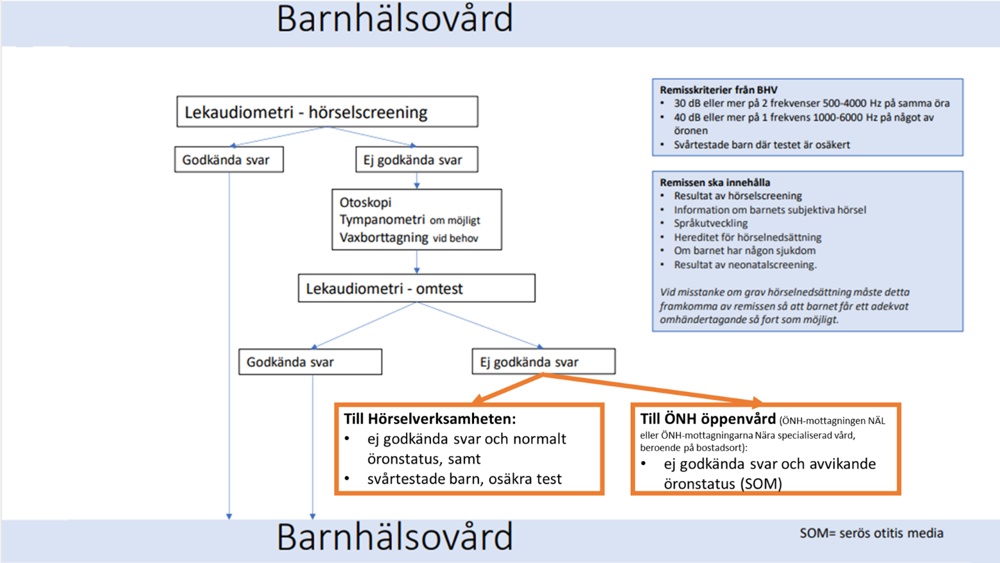 Barnhälsovård
Lekaudiometri - hörselscreening
Godkända svar
Ej godkända svar
Otoskopi
Tympanometri om möjligt
Vaxborttagning vid behov
Lekaudiometri - omtest
Godkända svar
Ej godkända svar
Till Hörselverksamheten:
• ej godkända svar och normalt
öronstatus, samt
• svårtestade barn, osäkra test
Till ÖNH öppenvård (ÖNH-mottagningen NÄL
eller ÖNH-mottagningarna Nära specialiserad vård,
beroende på bostadsort):
• ej godkända svar och avvikande
öronstatus (SOM)
Remisskriterier från BHV
• 30 dB eller mer på 2 frekvenser 500-4000 Hz på samma öra
• 40 dB eller mer på 1 frekvens 1000-6000 Hz på något av
öronen
• Svårtestade barn där testet är osäkert
Remissen ska innehålla
• Resultat av hörselscreening
• Information om barnets subjektiva hörsel
• Språkutveckling
• Hereditet för hörselnedsättning
• Om barnet har någon sjukdom
• Resultat av neonatalscreening.
Vid misstanke om grav hörselnedsättning måste detta
framkomma av remissen så att barnet får ett adekvat
omhändertagande så fort som möjligt.
Barnhälsovård
SOM= serös otitis media